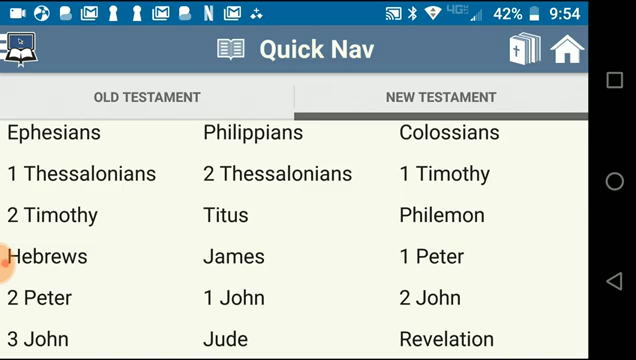 4G 42% 9:54
Quick Nav
OLD TESTAMENT NEW TESTAMENT
Ephesians Philippians Colossians
1 Thessalonians 2 Thessalonians 1 Timothy
2 Timothy Titus Philemon
Hebrews James 1 Peter
2 Peter 1 John 2 John
3 John Jude Revelation